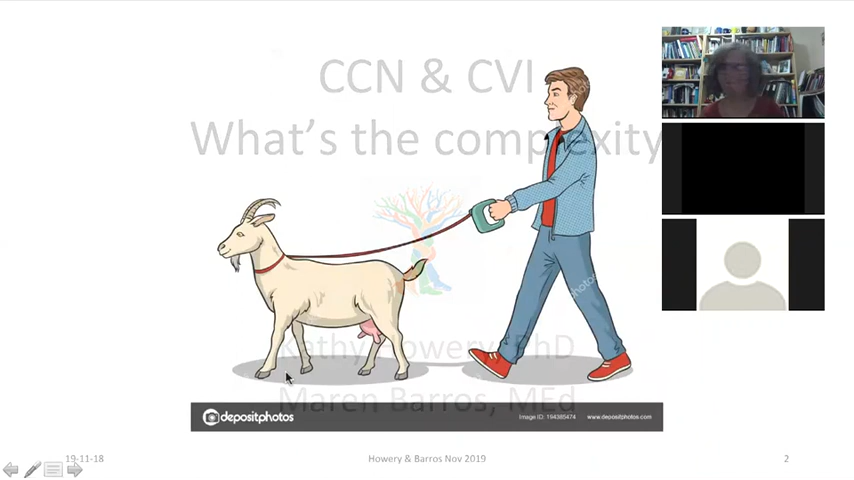 CCN & CVI
What's the complexity
Kathy Howery, PhD
Maren Barros, MEd
depositphotos Image ID: 194385474 www.depositphotos.com
19-11-18 Howery & Barros Nov 2019 2